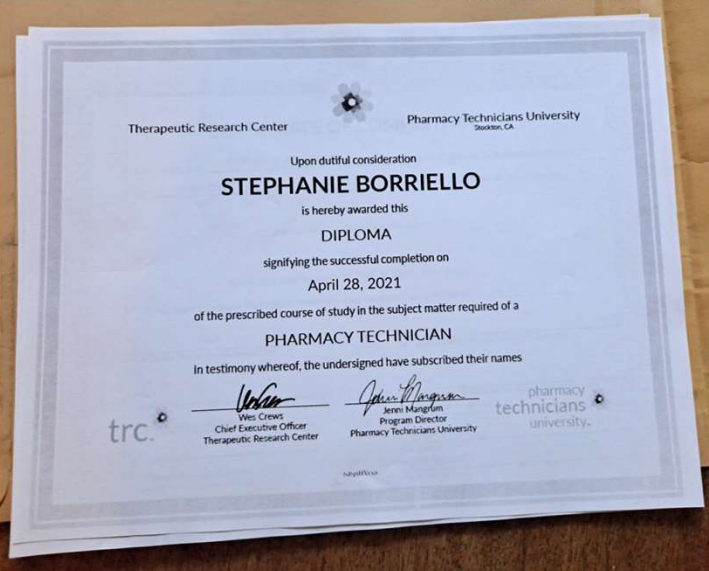 Therapeutic Research Center
Pharmacy Technicians University
Stockton, CA
Upon dutiful consideration
STEPHANIE BORRIELLO
is hereby awarded this
DIPLOMA
signifying the successful completion on
April 28, 2021
of the prescribed course of study in the subject matter required of a
PHARMACY TECHNICIAN
In testimony whereof, the undersigned have subscribed their names
Wes Crews
Chief Executive Officer
Therapeutic Research Center
Jenni Mangrum
Program Director
Pharmacy Technicians University
trc.
pharmacy
technicians
university.